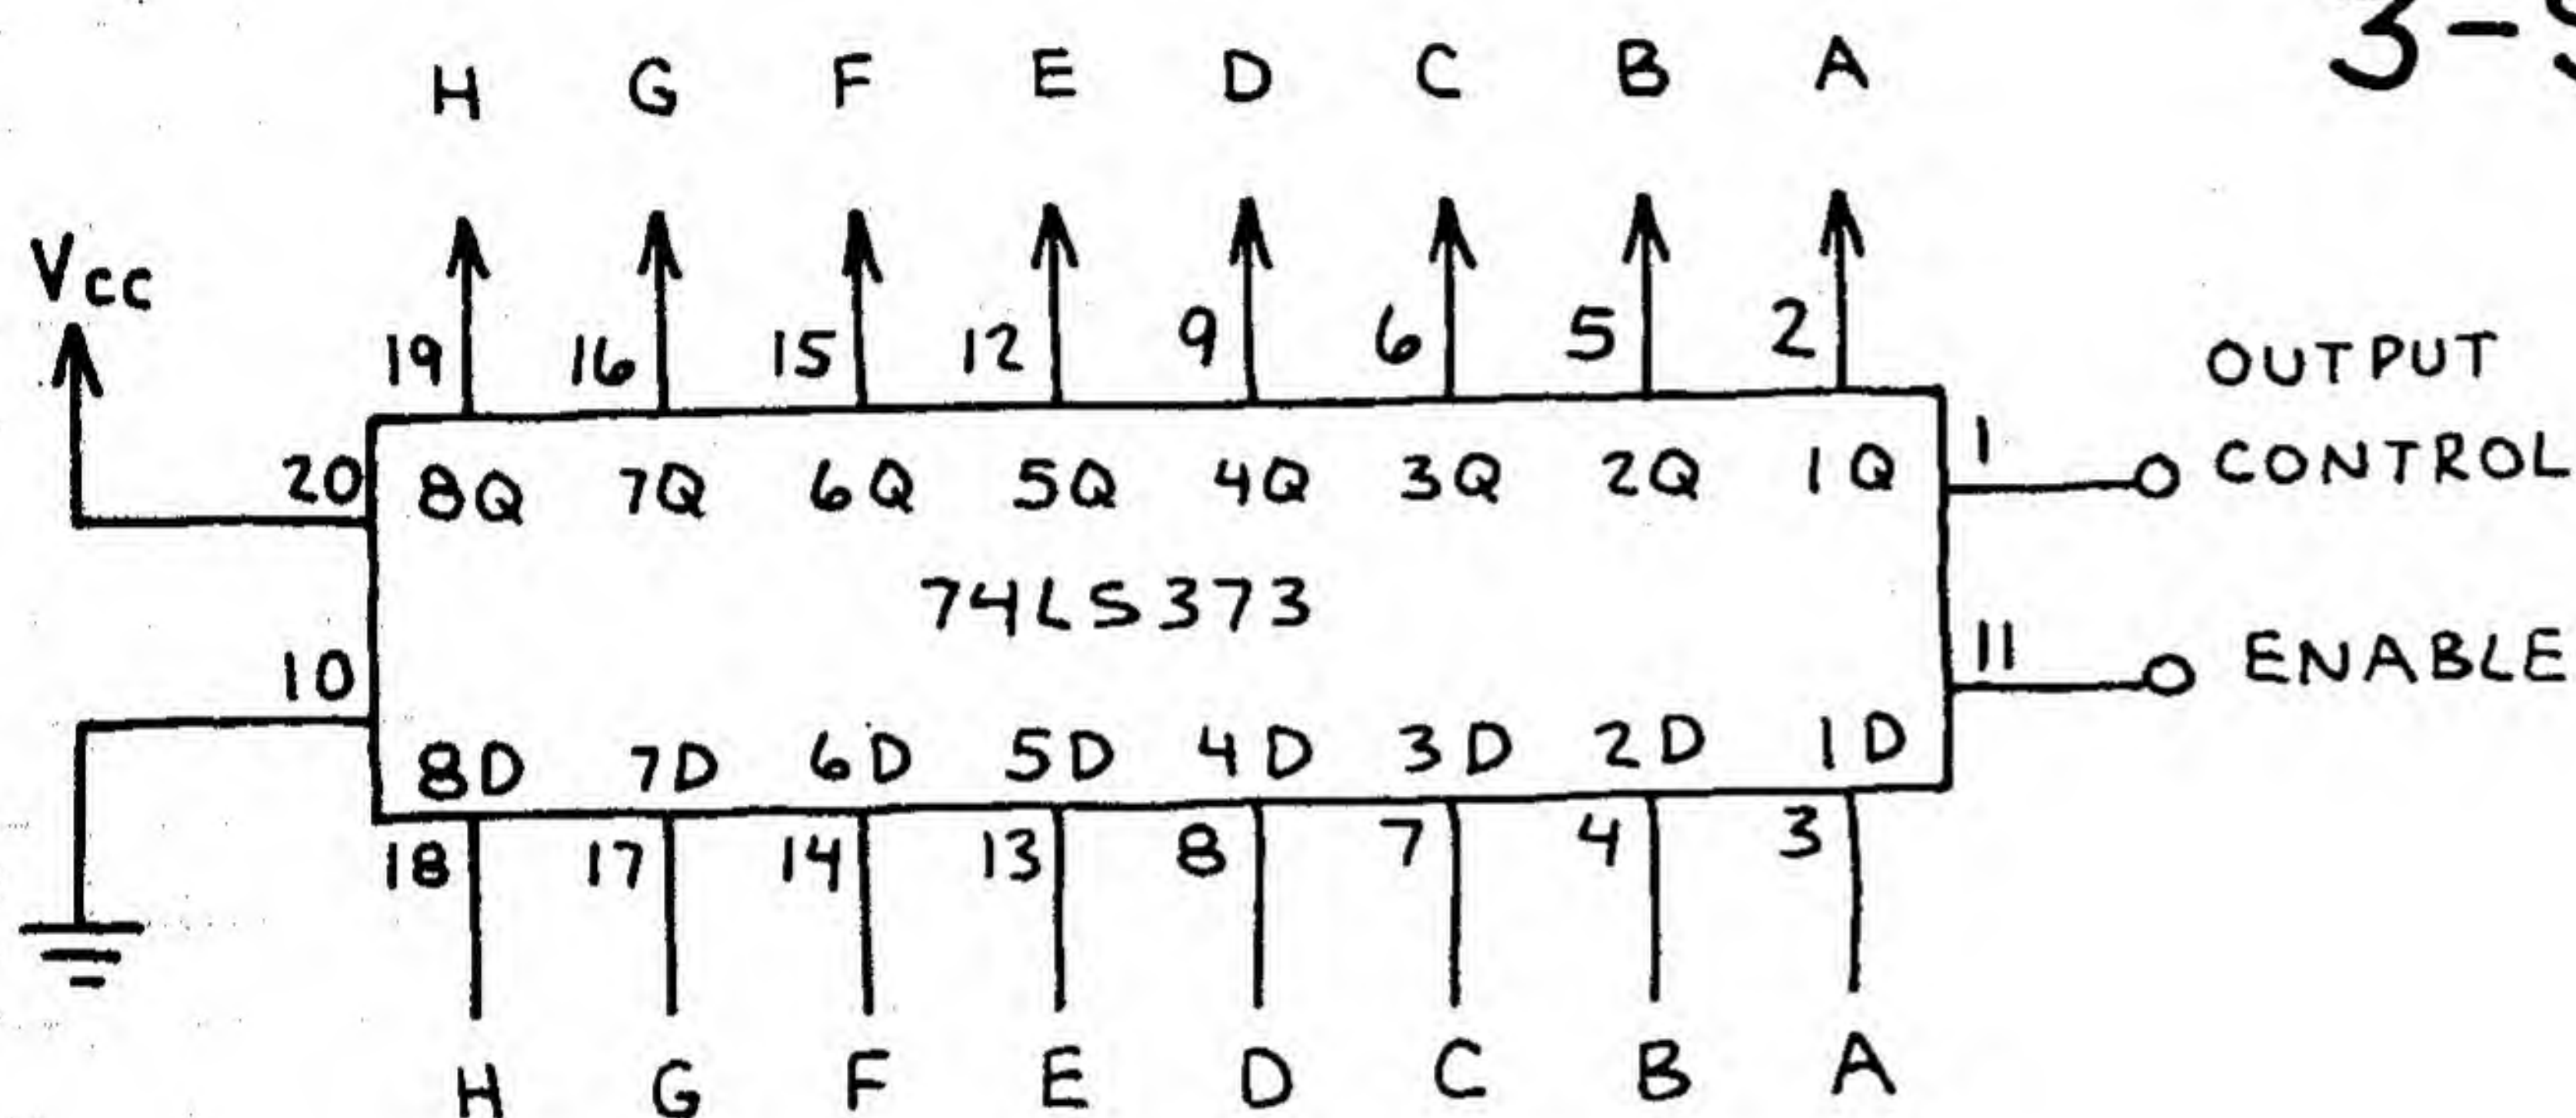 3-S
H G F E D C B A
Vcc
19 16 15 12 9 6 5 2
OUTPUT
20 8Q 7Q 6Q 5Q 4Q 3Q 2Q 1Q 1 CONTROL
74LS373
10 11 ENABLE
8D 7D 6D 5D 4D 3D 2D 1D
18 17 14 13 8 7 4 3
H G F E D C B A